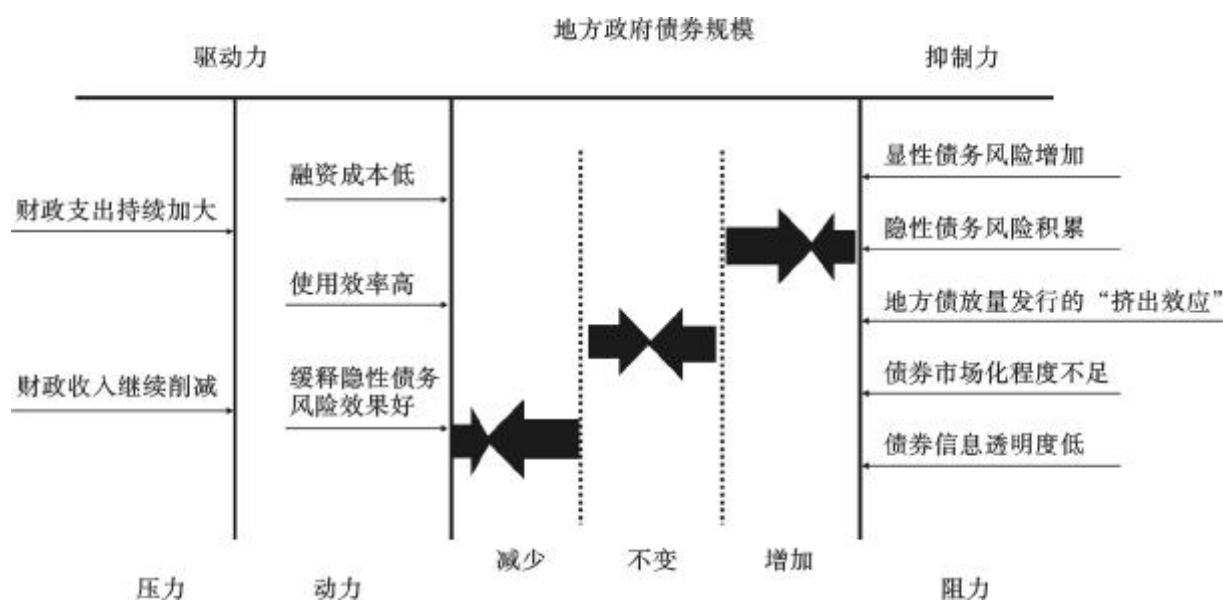 地方政府债券规模
驱动力
抑制力
财政支出持续加大
财政收入继续削减
融资成本低
使用效率高
缓释隐性债务
风险效果好
显性债务风险增加
隐性债务风险积累
地方债放量发行的“挤出效应”
债券市场化程度不足
债券信息透明度低
减少
不变
增加
压力
动力
阻力